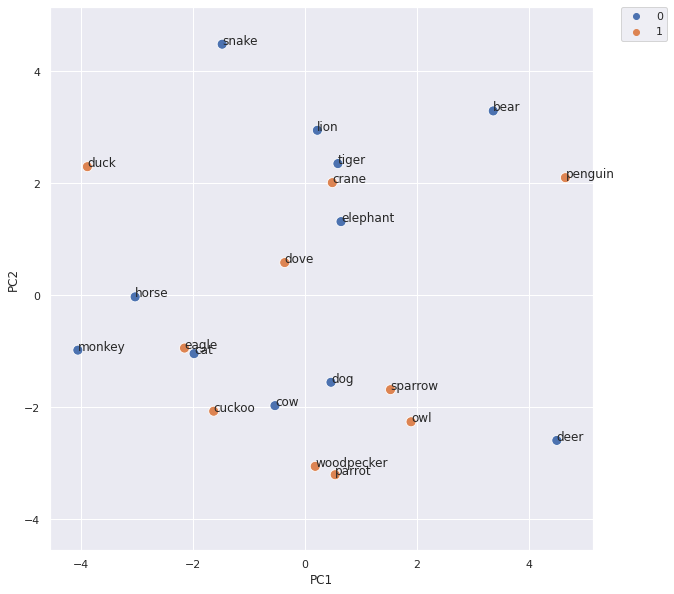 0
1
snake
bear
lion
tiger
duck
crane
penguin
elephant
dove
horse
monkey
eagle
cat
dog
sparrow
cow
cuckoo
owl
deer
woodpecker
parrot
4
2
0
−2
−4
PC2
−4
−2
0
2
4
PC1